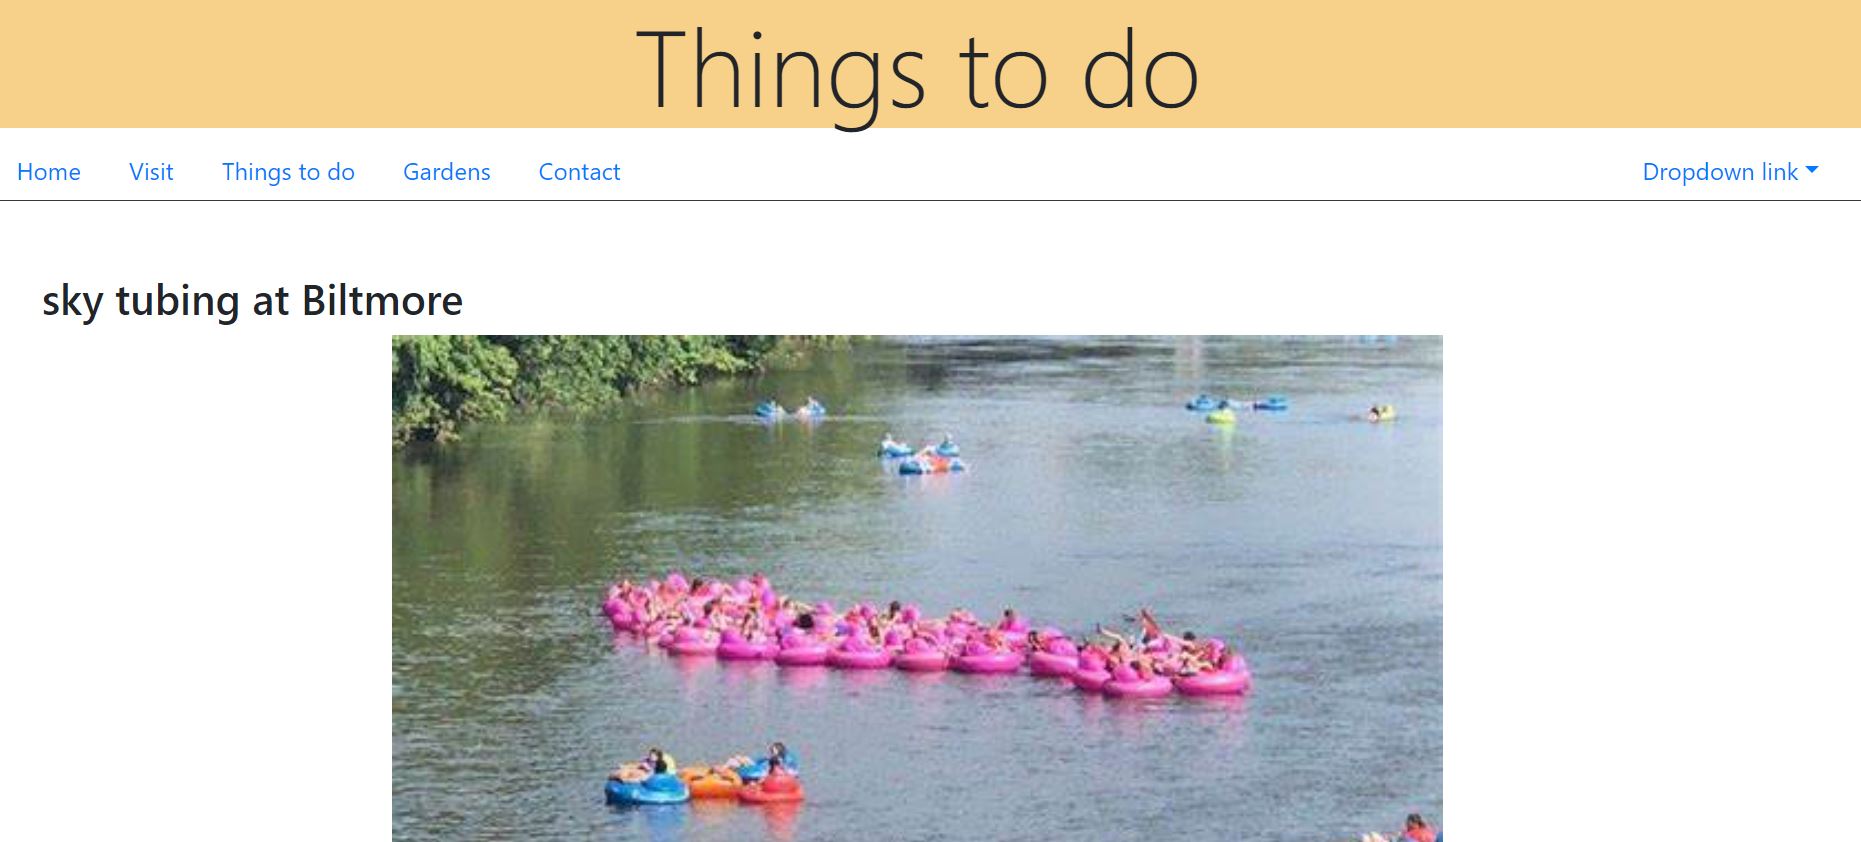 Things to do
Home Visit Things to do Gardens Contact Dropdown link
sky tubing at Biltmore